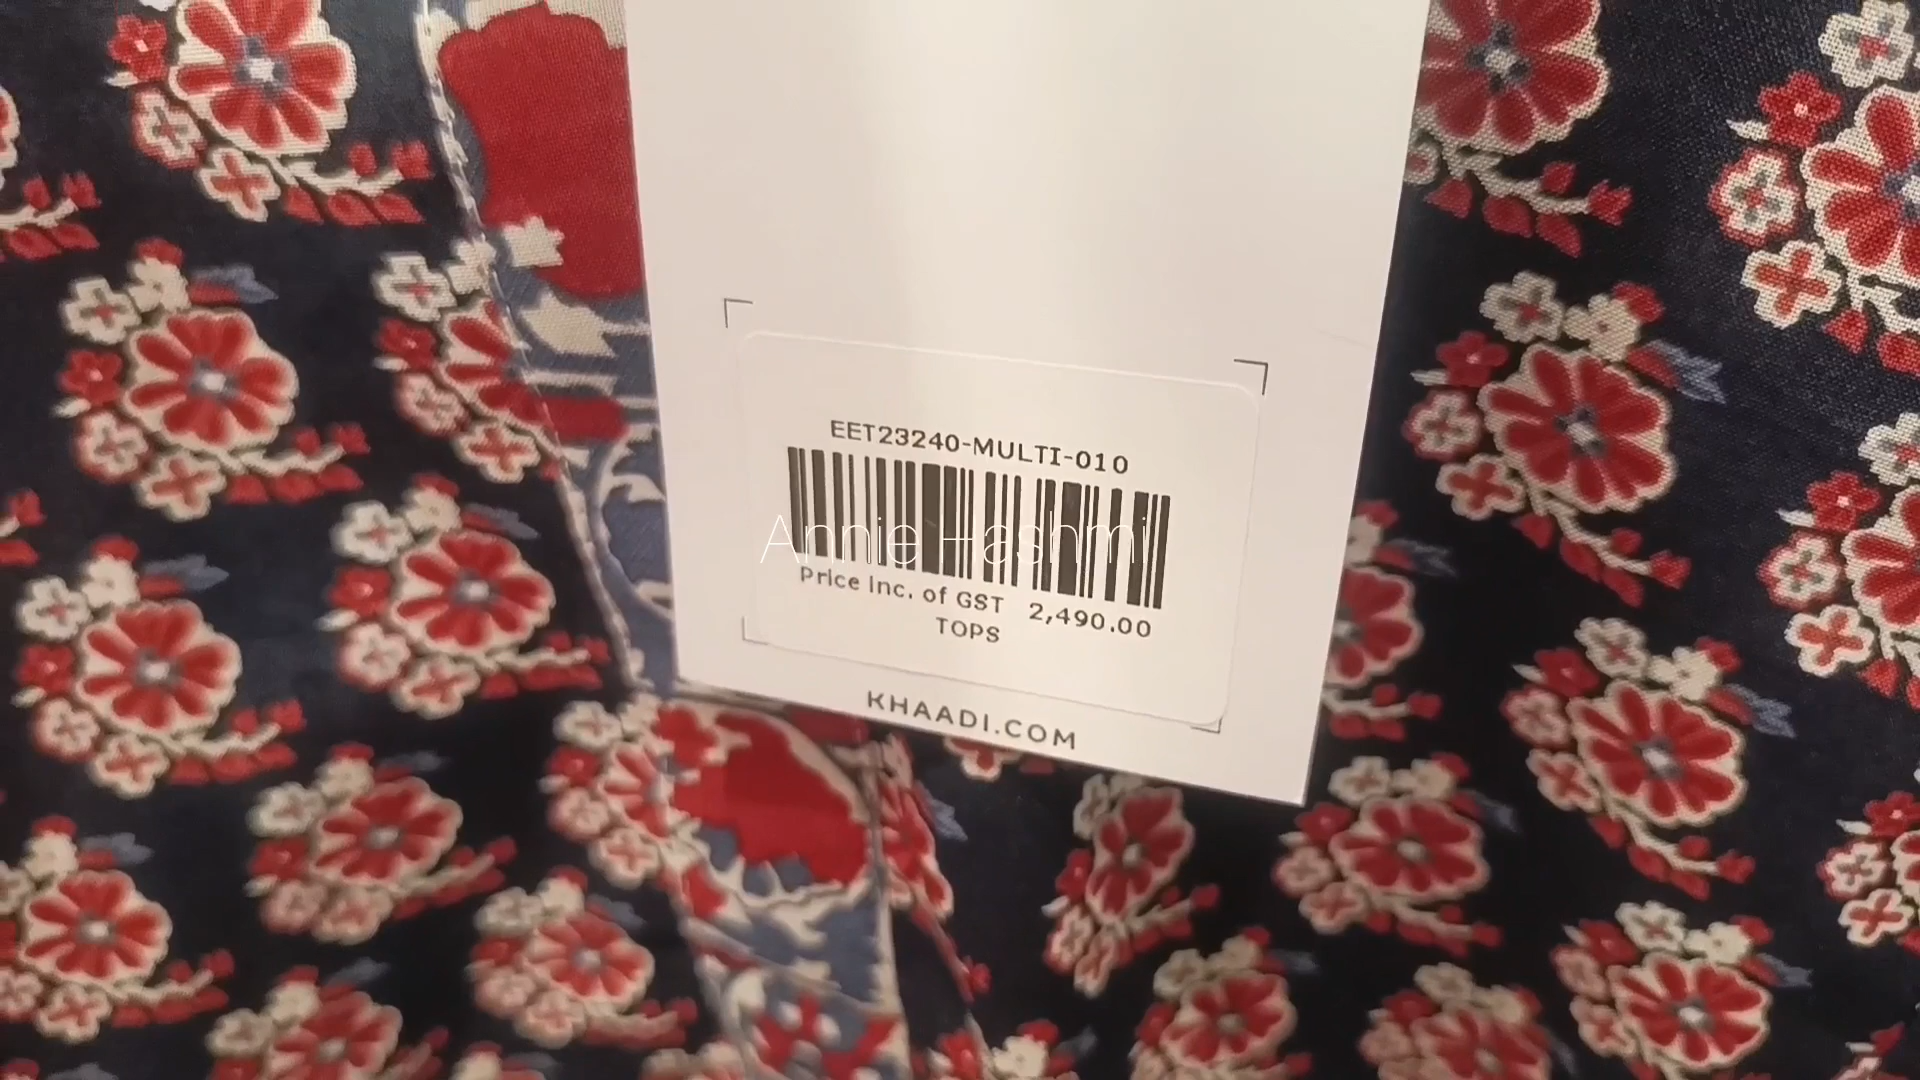 EET23240-MULTI-010
Annie Hashmi
Price Inc. of GST 2,490.00
TOPS
KHAADI.COM